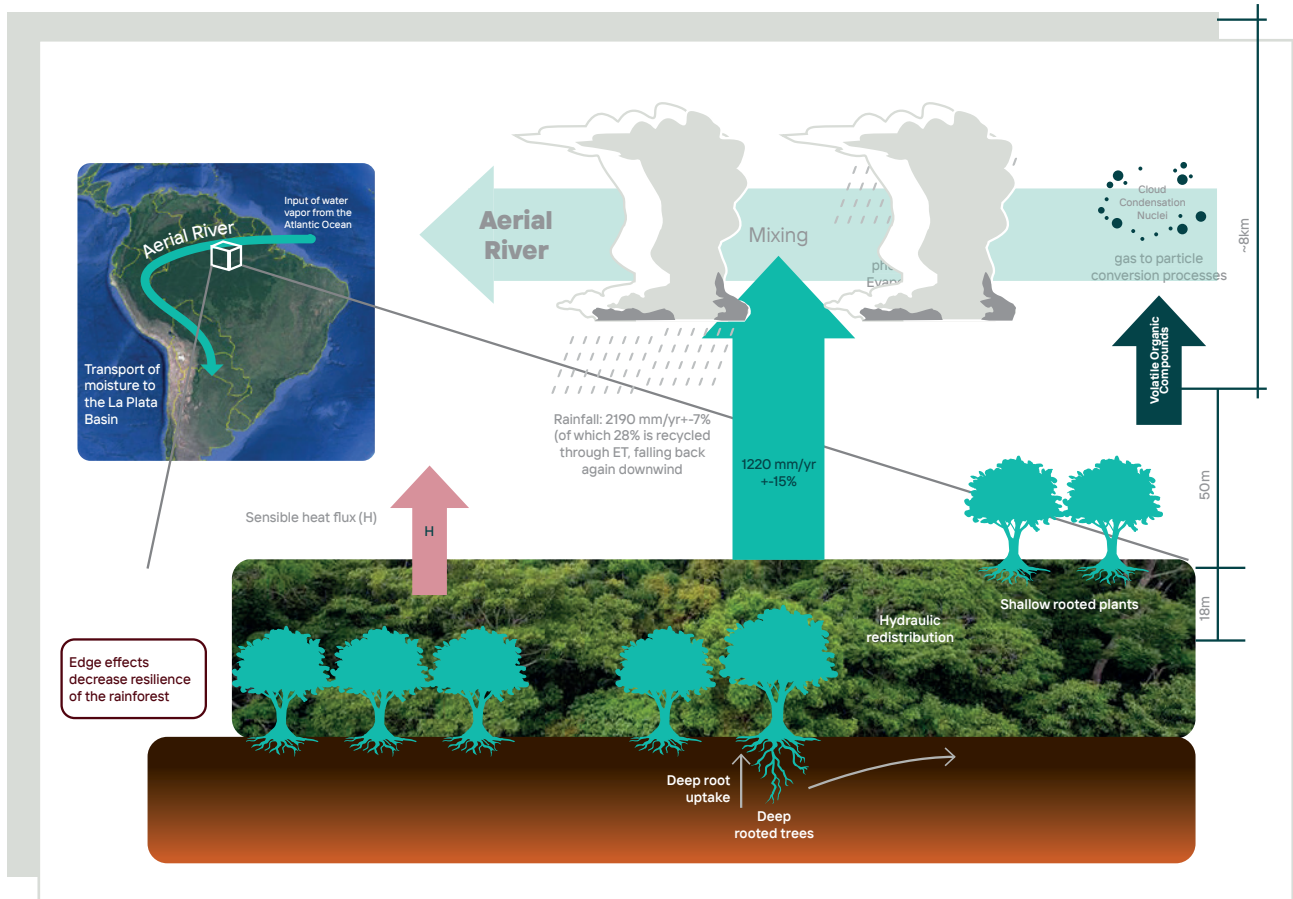 Aerial River
Input of water
vapor from the
Atlantic Ocean
Transport of
moisture to
the La Plata
Basin
Aerial
River
Mixing
Cloud
Condensation
Nuclei
gas to particle
conversion processes
~8km
Volatile Organic
Compounds
Rainfall: 2190 mm/yr+-7%
(of which 28% is recycled
through ET, falling back
again downwind
1220 mm/yr
+-15%
50m
Sensible heat flux (H)
H
18m
Shallow rooted plants
Hydraulic
redistribution
Edge effects
decrease resilience
of the rainforest
Deep root
uptake
Deep
rooted trees